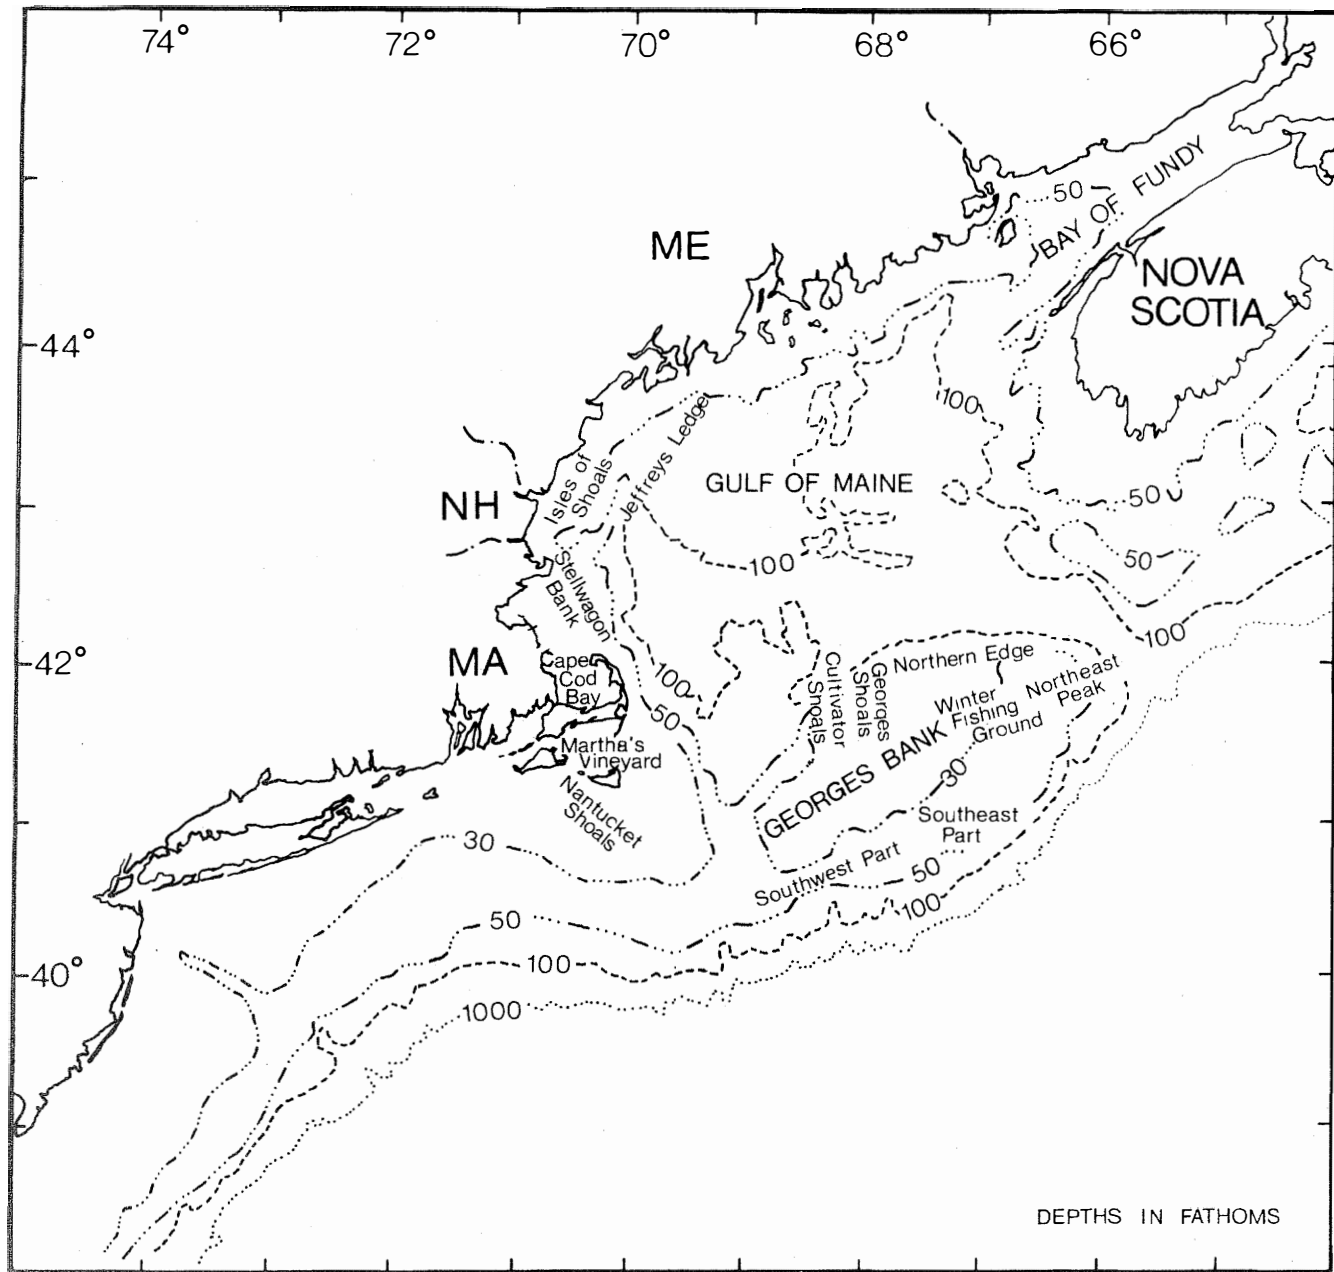 74° 72° 70° 68° 66°
50
BAY OF FUNDY
ME
NOVA
SCOTIA
44°
100
Jeffreys Ledge
Isles of
Shoals
GULF OF MAINE
NH
50
100
50
Stellwagon
Bank
100
42°
MA
Cape
Cod
Bay
100
50
Cultivator
Shoals
Georges
Shoals
Northern Edge
Northeast
Peak
Winter
Fishing
Ground
Martha's
Vineyard
GEORGES BANK
30
Nantucket
Shoals
Southeast
Part
30
Southwest Part
50
100
50
40°
100
1000
DEPTHS IN FATHOMS